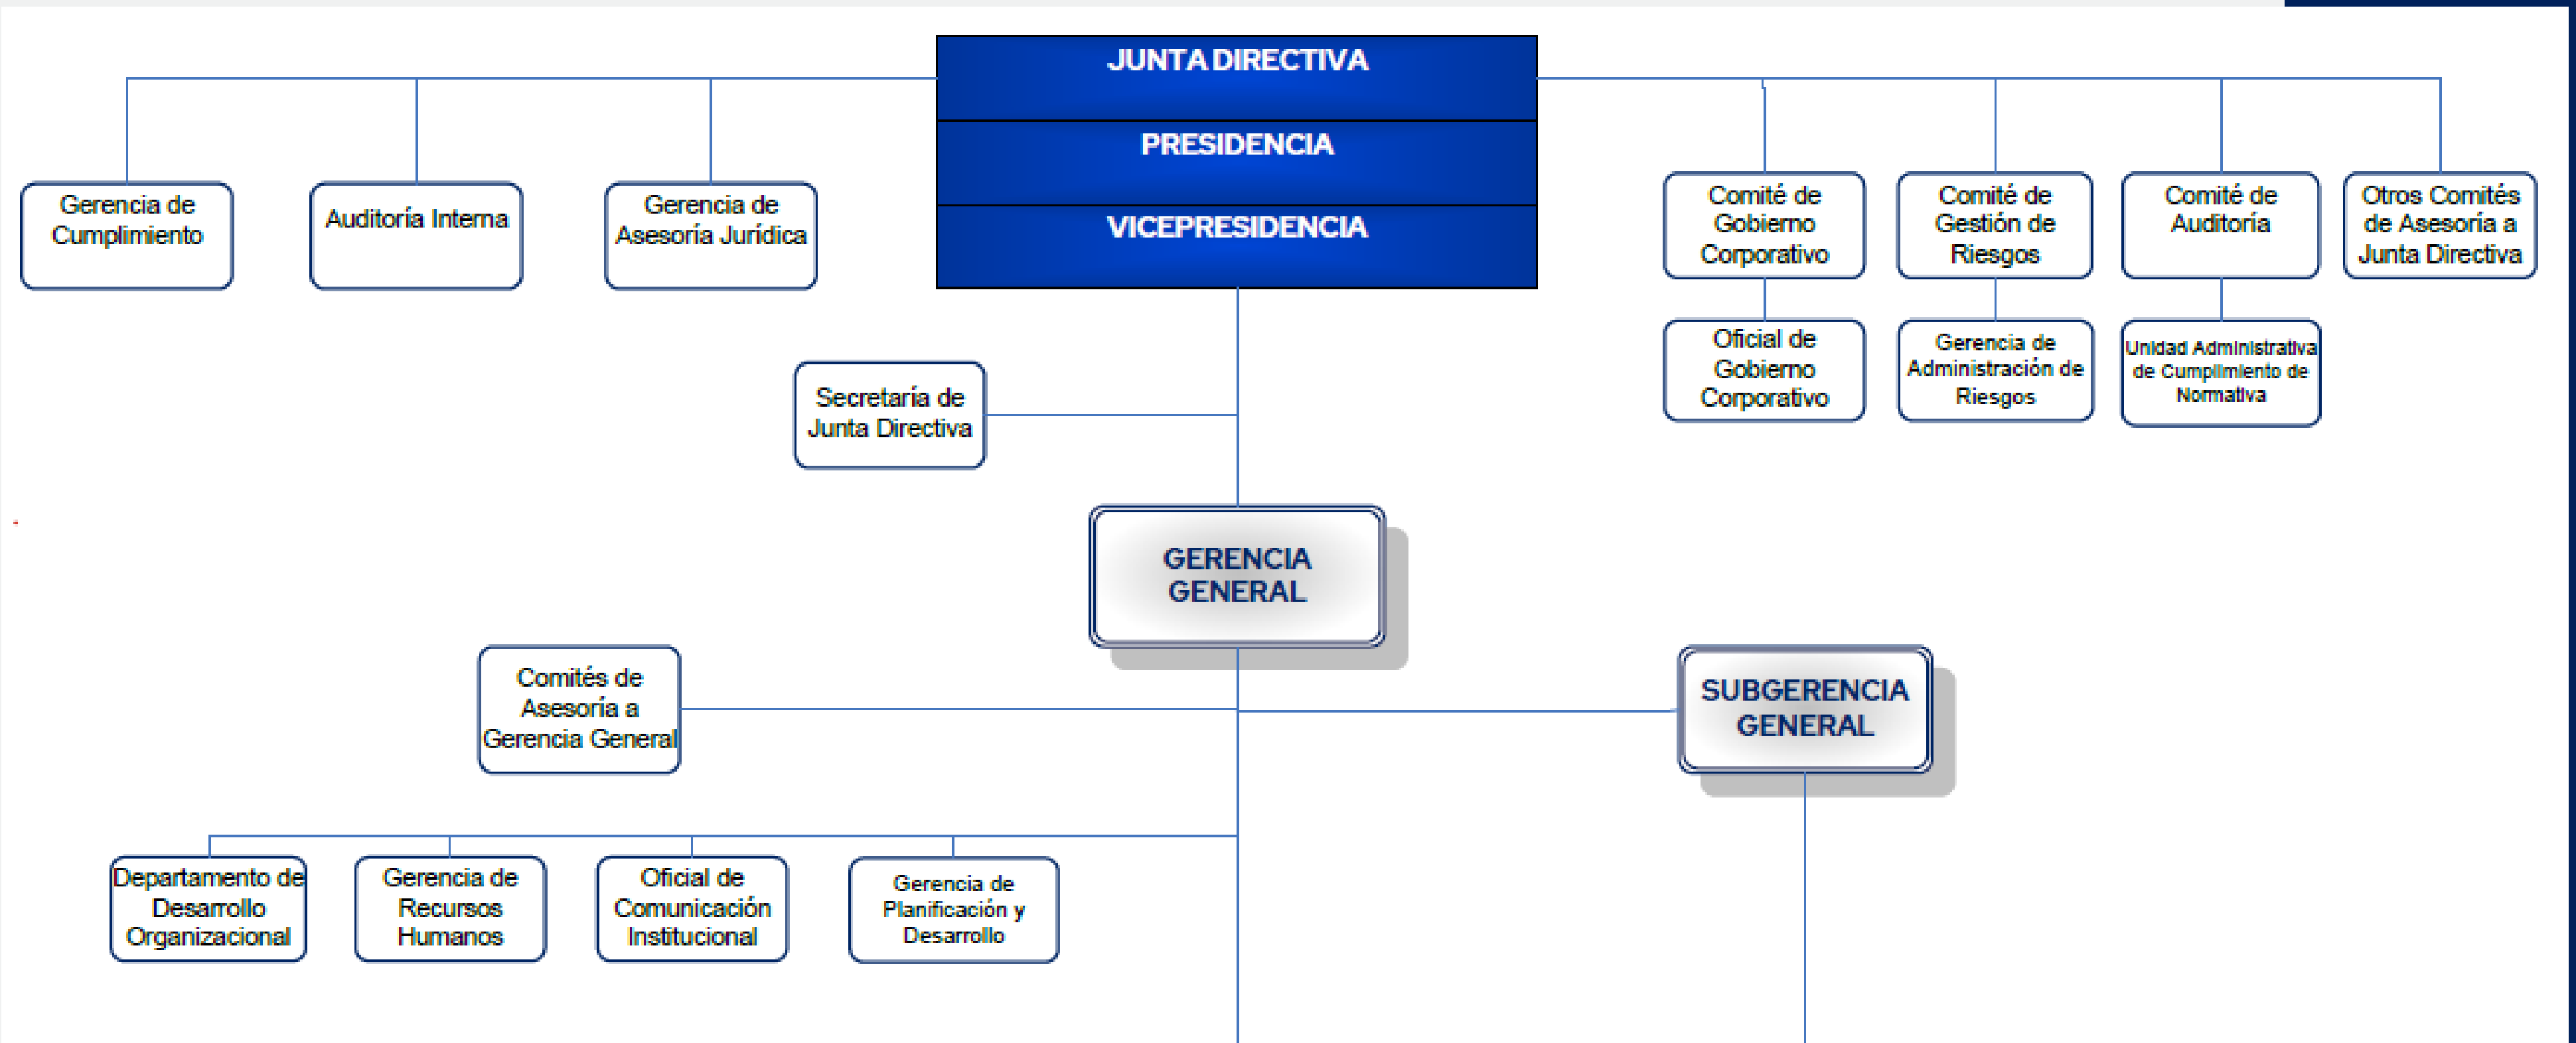 JUNTA DIRECTIVA
PRESIDENCIA
VICEPRESIDENCIA
Gerencia de
Cumplimiento
Auditoría Interna
Gerencia de
Asesoría Jurídica
Comité de
Gobierno
Corporativo
Comité de
Gestión de
Riesgos
Comité de
Auditoría
Otros Comités
de Asesoría a
Junta Directiva
Oficial de
Gobierno
Corporativo
Gerencia de
Administración de
Riesgos
Unidad Administrativa
de Cumplimiento de
Normativa
Secretaría de
Junta Directiva
GERENCIA
GENERAL
Comités de
Asesoría a
Gerencia General
SUBGERENCIA
GENERAL
Departamento de
Desarrollo
Organizacional
Gerencia de
Recursos
Humanos
Oficial de
Comunicación
Institucional
Gerencia de
Planificación y
Desarrollo